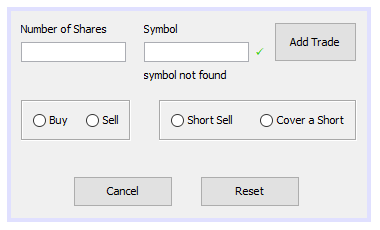 Number of Shares
Symbol
Add Trade
symbol not found
Buy
Sell
Short Sell
Cover a Short
Cancel
Reset